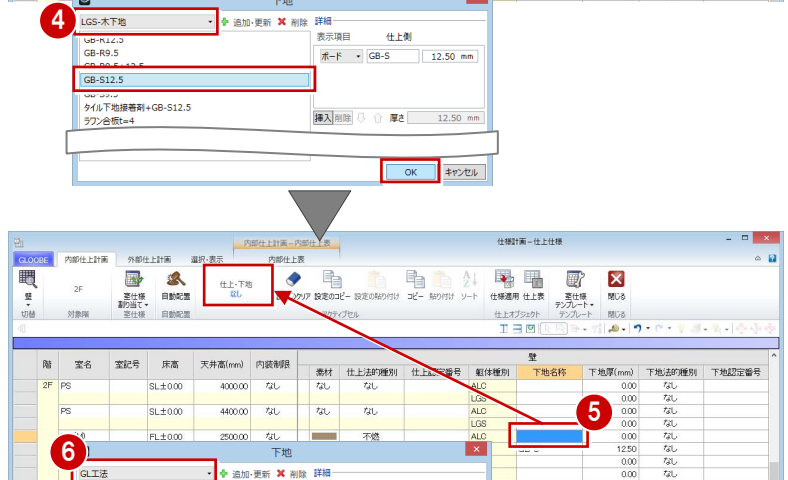 下地
4
LGS-木下地
追加・更新 削除 詳細
GB-R12.5
GB-R9.5
GB-R9.5+12.5
GB-S12.5
GB-S9.5
タイル下地接着剤+GB-S12.5
ラワン合板t=4
表示項目 仕上側
ボード GB-S 12.50 mm
挿入 削除 厚さ 12.50 mm
OK キャンセル
内部仕上計画-内部仕上表 仕様計画-仕上仕様
GLOOBE 内部仕上計画 外部仕上計画 選択・表示 内部仕上表
壁 2F 室仕様割り当て 自動配置 仕上・下地 なし クリア 設定のコピー 設定の貼り付け コピー 貼り付け ソート 仕様適用 仕上表 室仕様テンプレート 閉じる
切替 対象階 室仕様 自動配置 アクティブセル 仕上オブジェクト テンプレート 閉じる
壁
階 室名 室記号 床高 天井高(mm) 内装制限 素材 仕上法的種別 仕上認定番号 躯体種別 下地名称 下地厚(mm) 下地法的種別 下地認定番号
2F PS SL±0.00 4000.00 なし なし なし ALC 0.00 なし
LGS 0.00 なし
PS SL±0.00 4400.00 なし なし なし ALC 0.00 なし
LGS 0.00 なし
FL±0.00 2500.00 なし 不燃 ALC 0.00 なし
12.50 なし
0.00 なし
0.00 なし
5
6
下地
GL工法
追加・更新 削除 詳細